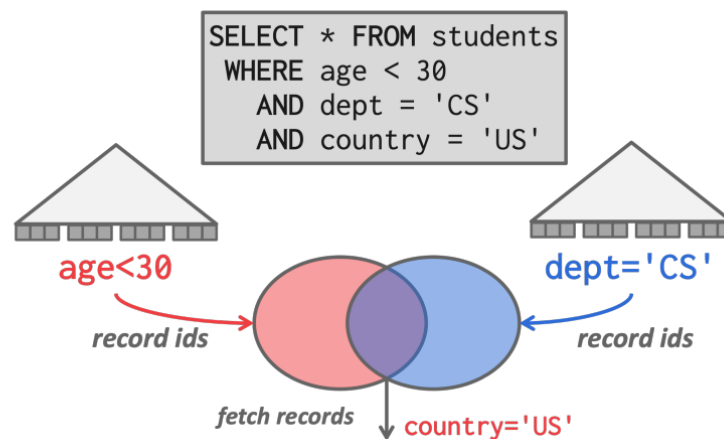 SELECT * FROM students
WHERE age < 30
AND dept = 'CS'
AND country = 'US'
age<30
dept='CS'
record ids
record ids
fetch records
country='US'